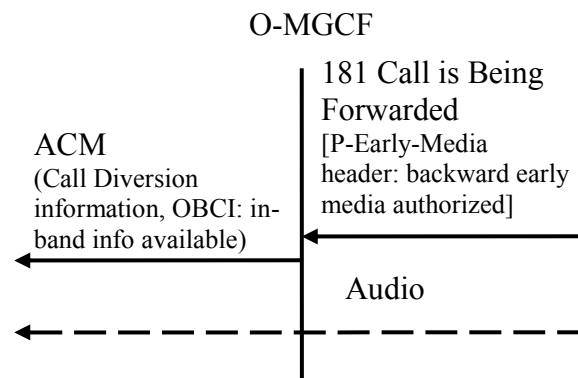 O-MGCF
181 Call is Being
Forwarded
[P-Early-Media
header: backward early
media authorized]
ACM
(Call Diversion
information, OBCI: in-
band info available)
Audio